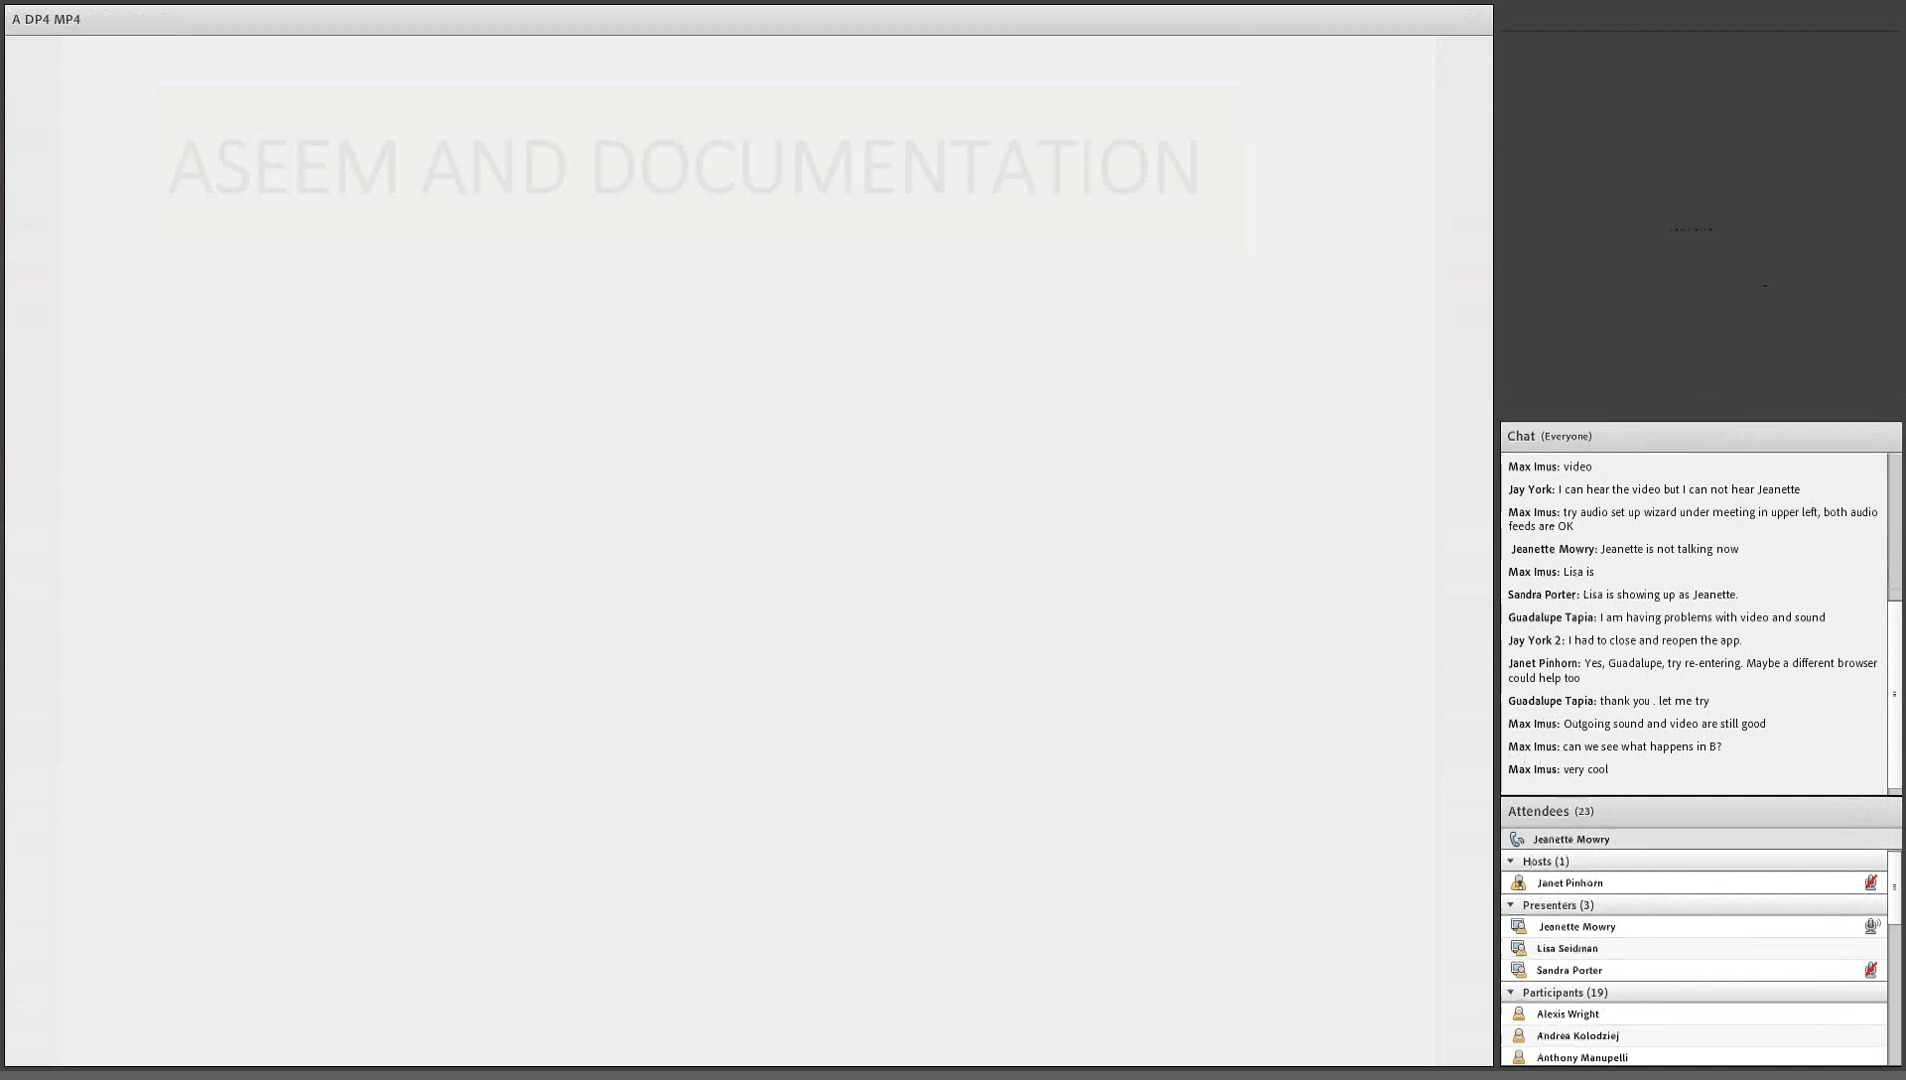 A DP4 MP4
ASEEM AND DOCUMENTATION
Chat (Everyone)
Max Imus: video
Jay York: I can hear the video but I can not hear Jeanette
Max Imus: try audio set up wizard under meeting in upper left, both audio
feeds are OK
Jeanette Mowry: Jeanette is not talking now
Max Imus: Lisa is
Sandra Porter: Lisa is showing up as Jeanette.
Guadalupe Tapia: I am having problems with video and sound
Jay York 2: I had to close and reopen the app.
Janet Pinhorn: Yes, Guadalupe, try re-entering. Maybe a different browser
could help too
Guadalupe Tapia: thank you . let me try
Max Imus: Outgoing sound and video are still good
Max Imus: can we see what happens in B?
Max Imus: very cool
Attendees (23)
Jeanette Mowry
Hosts (1)
Janet Pinhorn
Presenters (3)
Jeanette Mowry
Lisa Seidman
Sandra Porter
Participants (19)
Alexis Wright
Andrea Kolodziej
Anthony Manupelli